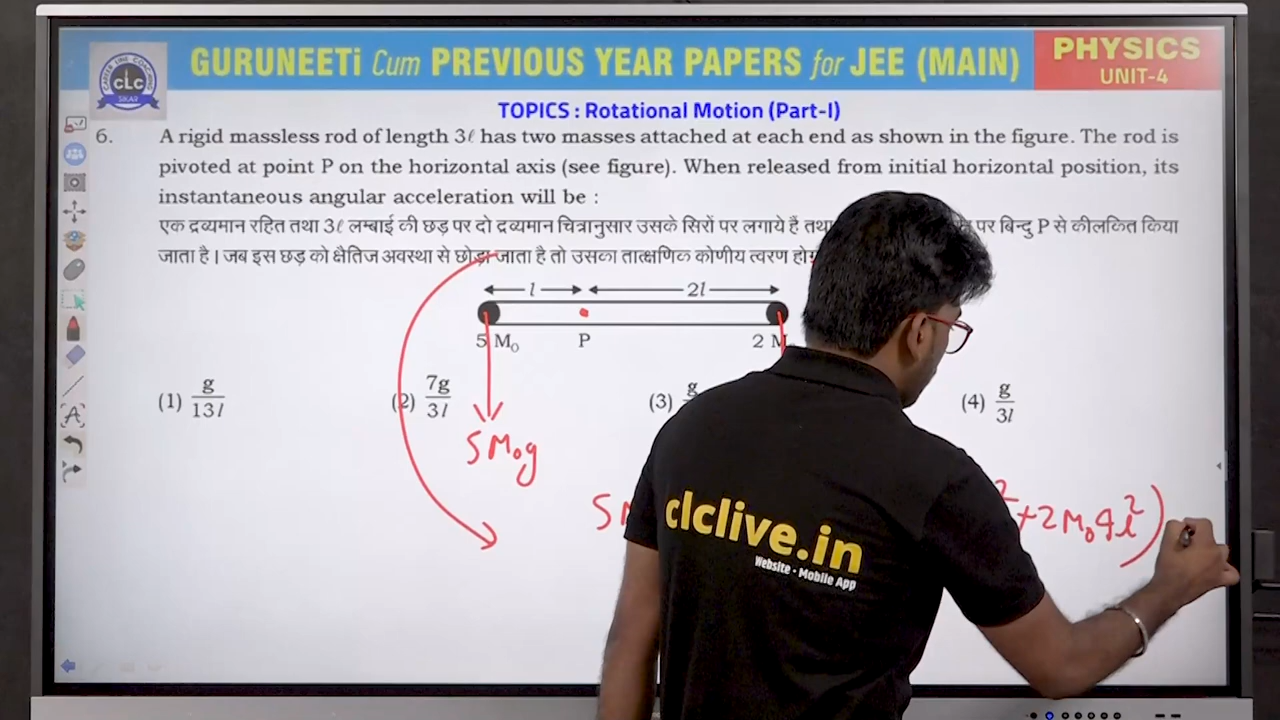 GURUNEETi Cum PREVIOUS YEAR PAPERS for JEE (MAIN)
PHYSICS
UNIT-4
CAREER LINE COACHING
CLC
SIKAR
TOPICS : Rotational Motion (Part-I)
6. A rigid massless rod of length 3ℓ has two masses attached at each end as shown in the figure. The rod is
pivoted at point P on the horizontal axis (see figure). When released from initial horizontal position, its
instantaneous angular acceleration will be :
एक द्रव्यमान रहित तथा 3ℓ लम्बाई की छड़ पर दो द्रव्यमान चित्रानुसार उसके सिरों पर लगाये हैं पर बिन्दु P से कीलकित किया
जाता है। जब इस छड़ को क्षैतिज अवस्था से छोड़ा जाता है तो उसका तात्क्षणिक कोणीय त्वरण
l 2l
5 M₀ P 2 M
(1) g/13l (2) 7g/3l (3) g (4) g/3l
5M₀g
5 +2M₀4l²)
clclive.in
Website - Mobile App